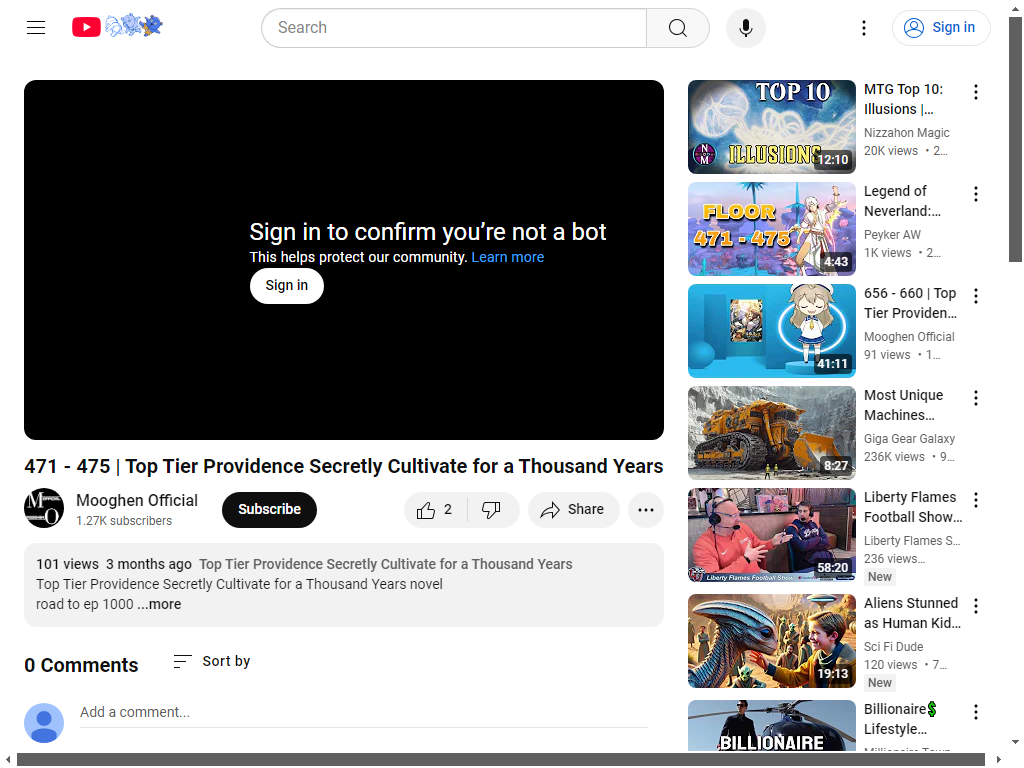 Search
Sign in
Sign in to confirm you’re not a bot
This helps protect our community. Learn more
Sign in
471 - 475 | Top Tier Providence Secretly Cultivate for a Thousand Years
Mooghen Official
1.27K subscribers
Subscribe
2
Share
101 views 3 months ago Top Tier Providence Secretly Cultivate for a Thousand Years
Top Tier Providence Secretly Cultivate for a Thousand Years novel
road to ep 1000 ...more
0 Comments
Sort by
Add a comment...
TOP 10
ILLUSIONS
12:10
MTG Top 10:
Illusions |...
Nizzahon Magic
20K views • 2...
FLOOR
471 - 475
4:43
Legend of
Neverland:...
Peyker AW
1K views • 2...
41:11
656 - 660 | Top
Tier Providen...
Mooghen Official
91 views • 1...
8:27
Most Unique
Machines...
Giga Gear Galaxy
236K views • 9...
Liberty Flames Football Show
58:20
Liberty Flames
Football Show...
Liberty Flames S...
236 views...
New
19:13
Aliens Stunned
as Human Kid...
Sci Fi Dude
120 views • 7...
New
BILLIONAIRE
Billionaire💲
Lifestyle...